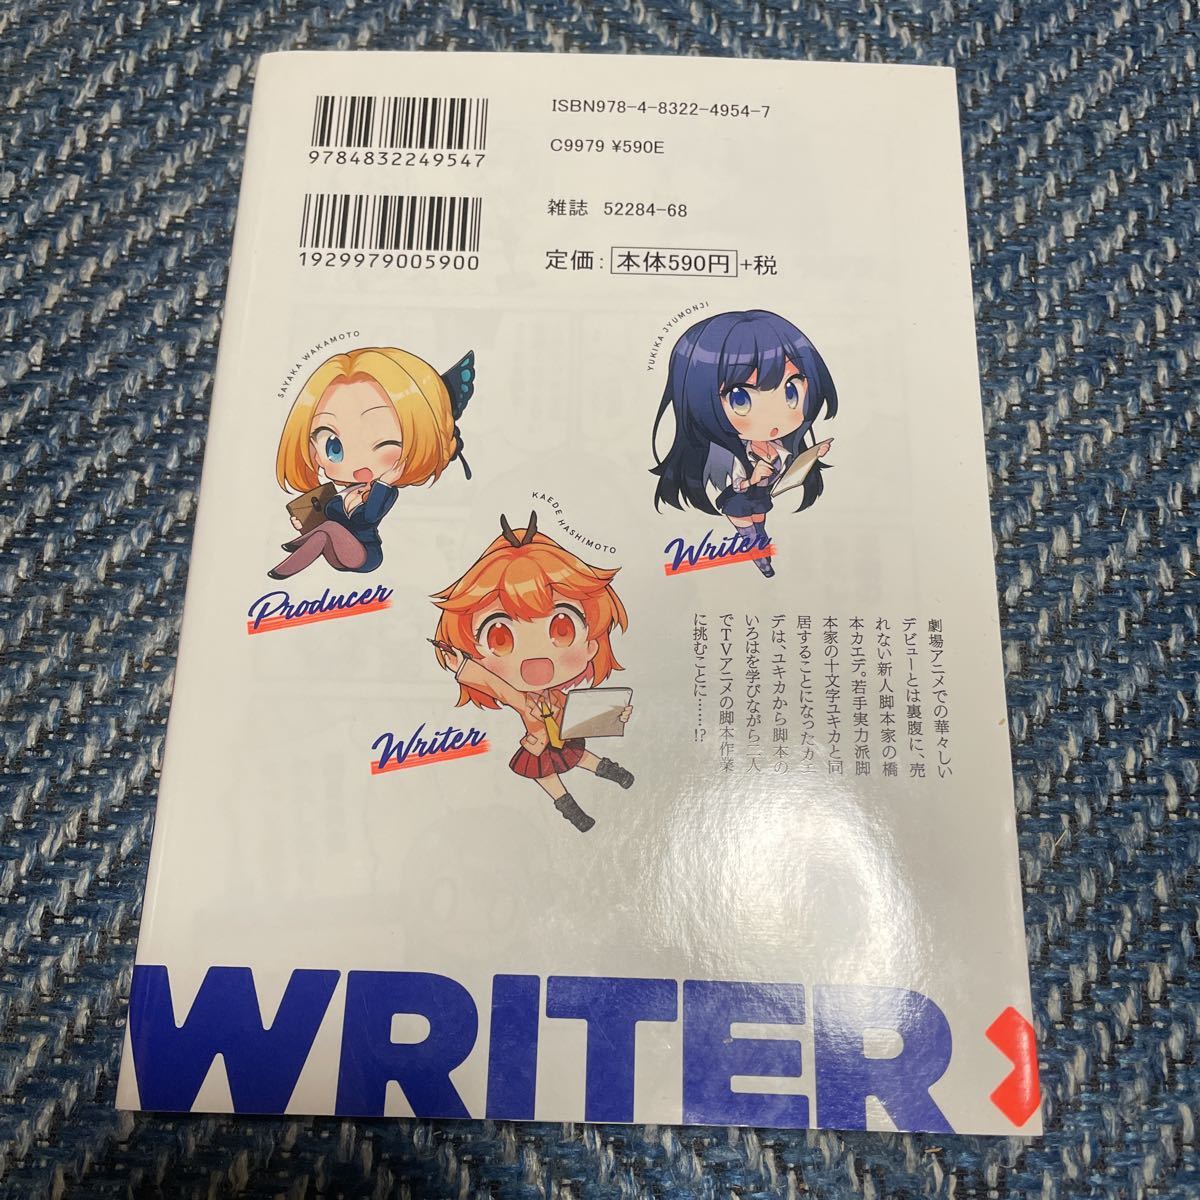 ISBN978-4-8322-4954-7
9784832249547
C9979 ¥590E
雑誌 52284-68
1929979005900
定価：本体590円+税
SAYAKA WAKAMOTO
Producer
YUKIKA JYUMONJI
Writer
KAEDE HASHIMOTO
Writer
劇場アニメでの華々しい
デビューとは裏腹に、売
れない新人脚本家の橋
本カエデ。若手実力派脚
本家の十文字ユキカと同
居することになったカエ
デは、ユキカから脚本の
いろはを学びながら二人
でTVアニメの脚本作業
に挑むことに……!?
WRITER